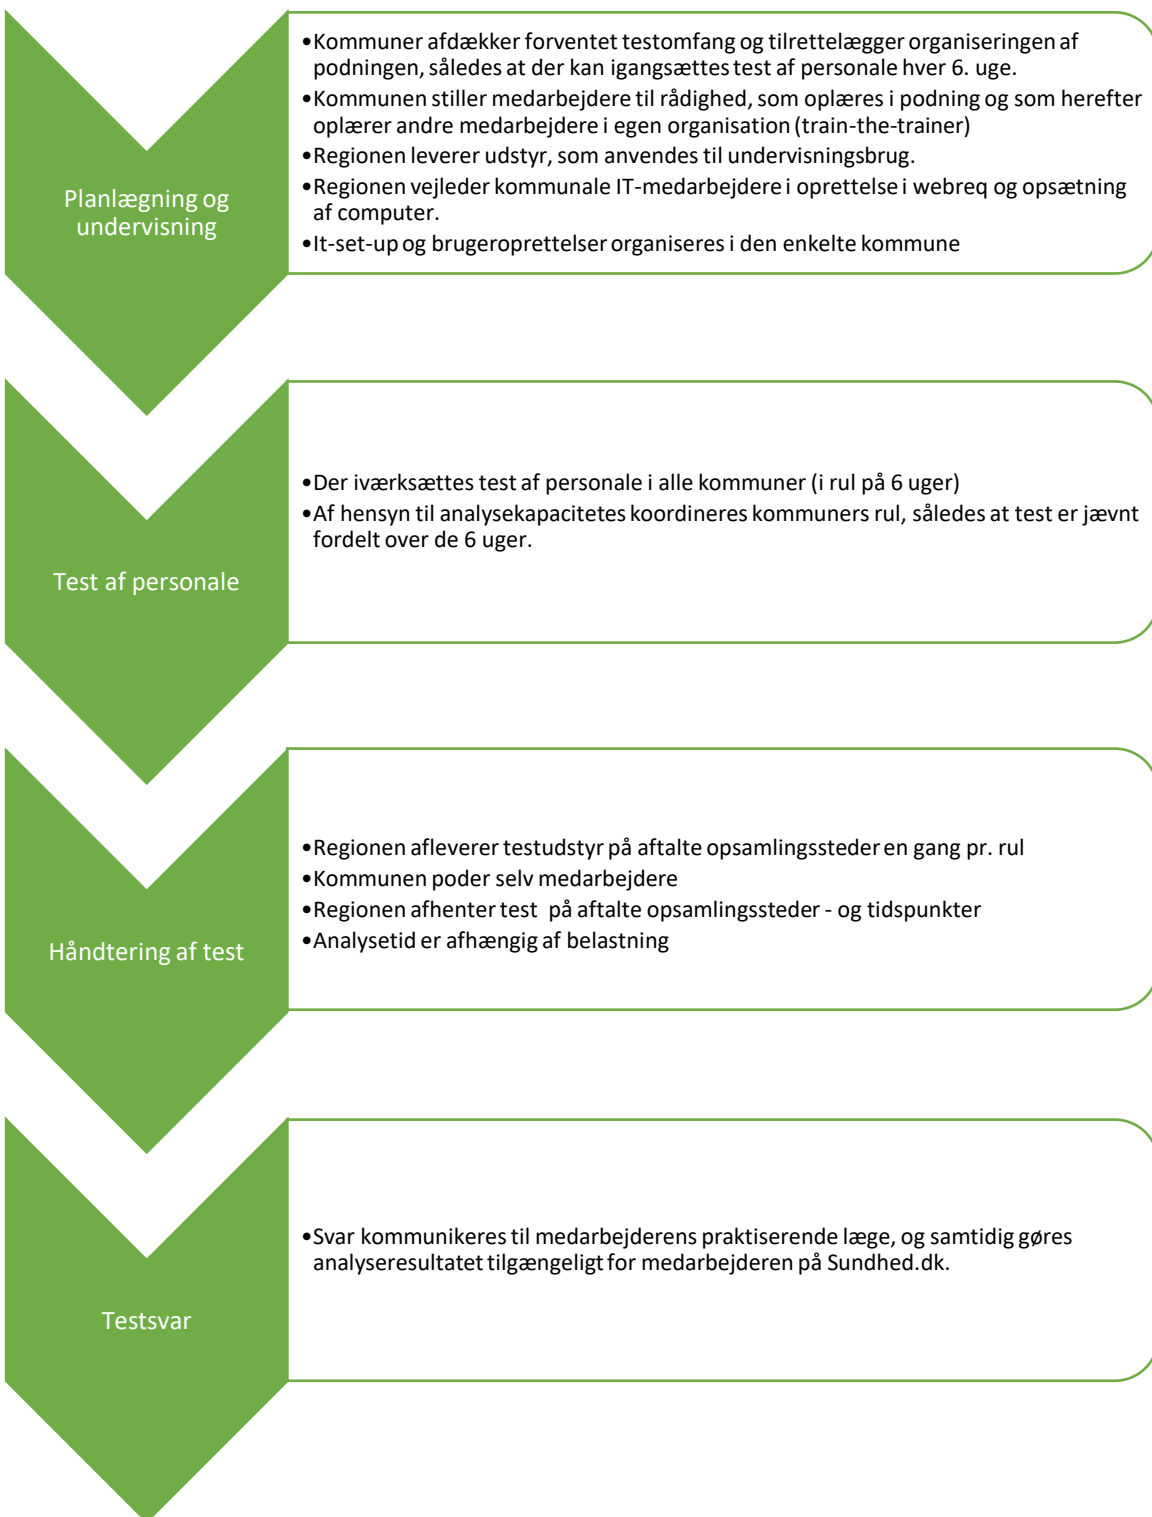 Planlægning og
undervisning
•Kommuner afdækker forventet testomfang og tilrettelægger organiseringen af
podningen, således at der kan igangsættes test af personale hver 6. uge.
•Kommunen stiller medarbejdere til rådighed, som oplæres i podning og som herefter
oplærer andre medarbejdere i egen organisation (train-the-trainer)
•Regionen leverer udstyr, som anvendes til undervisningsbrug.
•Regionen vejleder kommunale IT-medarbejdere i oprettelse i webreq og opsætning
af computer.
•It-set-up og brugeroprettelser organiseres i den enkelte kommune
Test af personale
•Der iværksættes test af personale i alle kommuner (i rul på 6 uger)
•Af hensyn til analysekapacitetes koordineres kommuners rul, således at test er jævnt
fordelt over de 6 uger.
Håndtering af test
•Regionen afleverer testudstyr på aftalte opsamlingssteder en gang pr. rul
•Kommunen poder selv medarbejdere
•Regionen afhenter test på aftalte opsamlingssteder - og tidspunkter
•Analysetid er afhængig af belastning
Testsvar
•Svar kommunikeres til medarbejderens praktiserende læge, og samtidig gøres
analyseresultatet tilgængeligt for medarbejderen på Sundhed.dk.